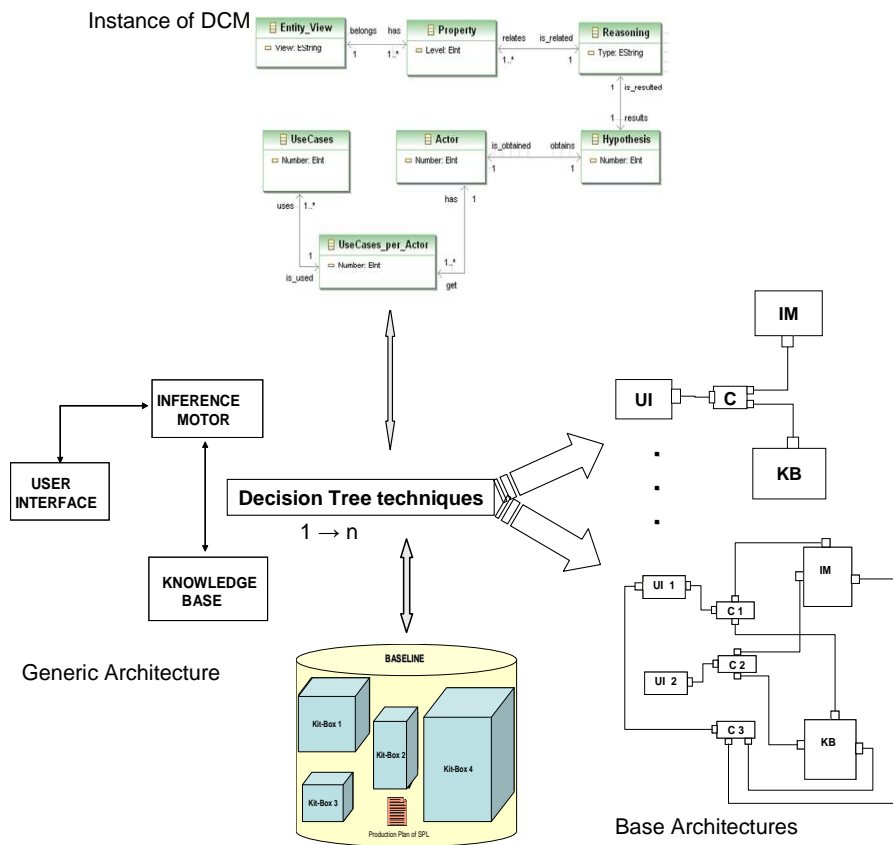 Instance of DCM
Entity_View
View: EString
belongs
has
1
1..*
Property
Level: EInt
relates
is_related
1..*
1
Reasoning
Type: EString
1
is_resulted
1
results
UseCases
Number: EInt
Actor
Number: EInt
is_obtained
obtains
1
1
Hypothesis
Number: EInt
uses
1..*
has
1
UseCases_per_Actor
Number: EInt
1
is_used
1..*
get
IM
UI
C
KB
INFERENCE
MOTOR
USER
INTERFACE
KNOWLEDGE
BASE
Generic Architecture
Decision Tree techniques
1 → n
UI 1
C 1
IM
UI 2
C 2
C 3
KB
Base Architectures
BASELINE
Kit-Box 1
Kit-Box 2
Kit-Box 3
Kit-Box 4
Production Plan of SPL